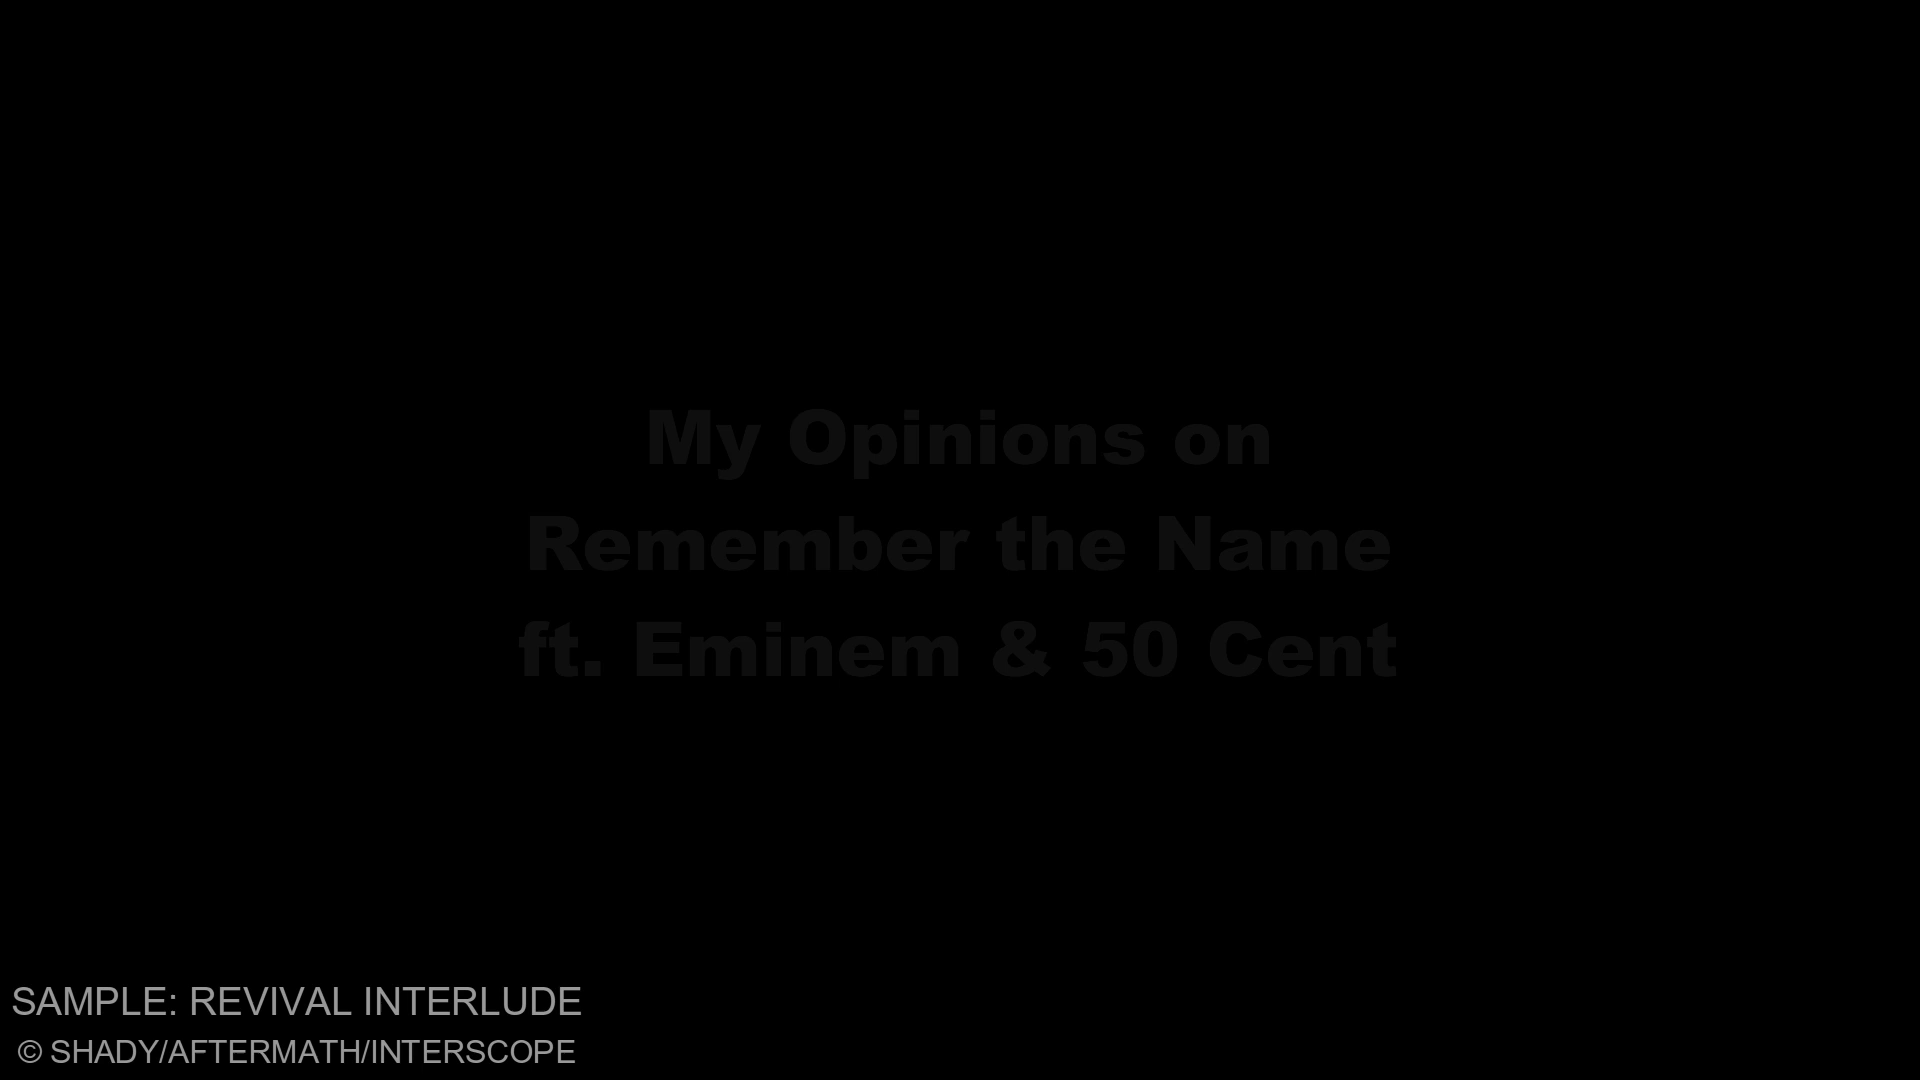 My Opinions on
Remember the Name
ft. Eminem & 50 Cent
SAMPLE: REVIVAL INTERLUDE
© SHADY/AFTERMATH/INTERSCOPE